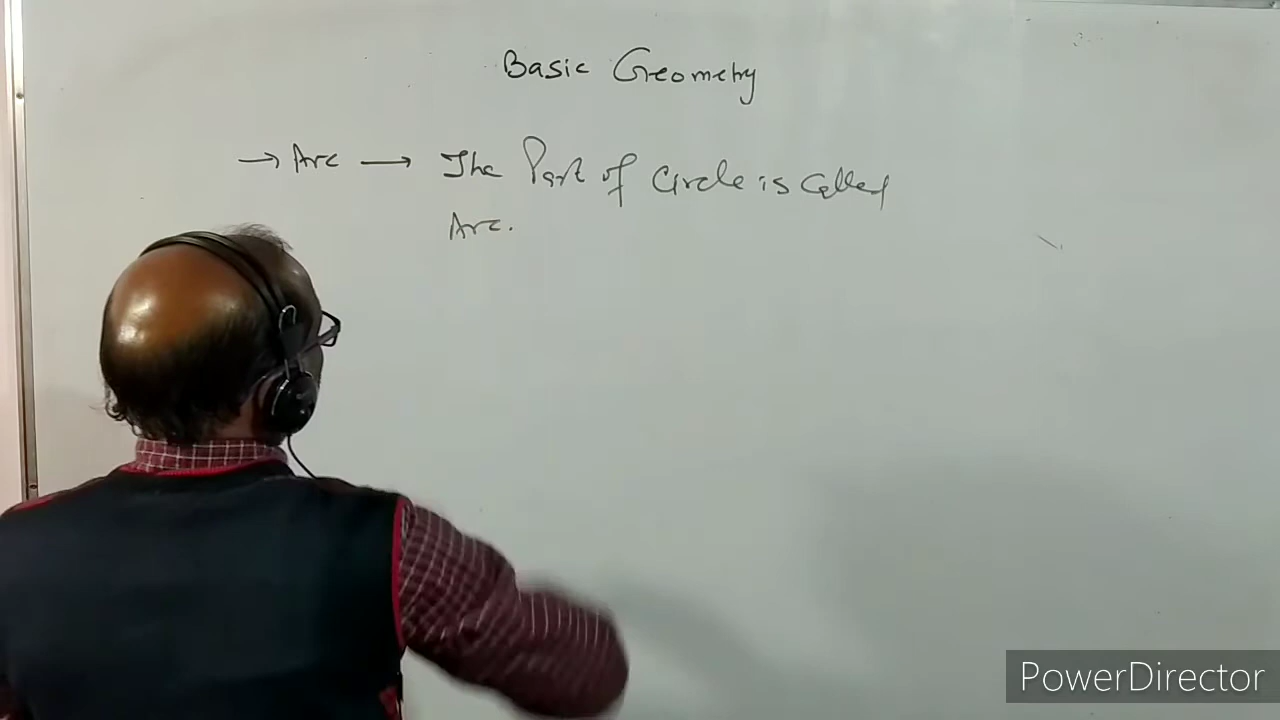 Basic Geometry
→ Arc → The Part of Circle is Called
Arc.
PowerDirector